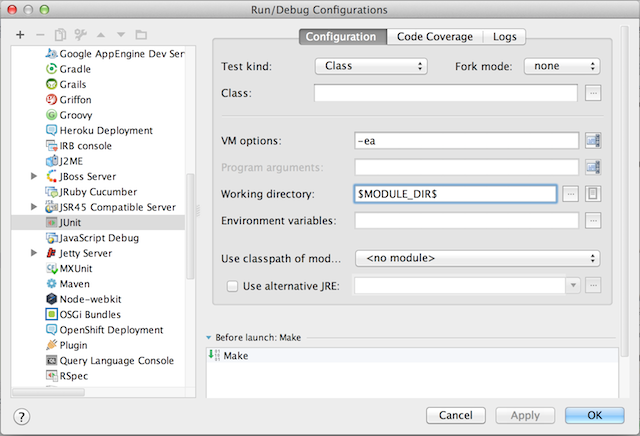 Run/Debug Configurations
Google AppEngine Dev Ser
Gradle
Grails
Griffon
Groovy
Heroku Deployment
IRB console
J2ME
JBoss Server
JRuby Cucumber
JSR45 Compatible Server
JUnit
JavaScript Debug
Jetty Server
MXUnit
Maven
Node-webkit
OSGi Bundles
OpenShift Deployment
Plugin
Query Language Console
RSpec
Configuration Code Coverage Logs
Test kind: Class Fork mode: none
Class:
VM options: -ea
Program arguments:
Working directory: $MODULE_DIR$
Environment variables:
Use classpath of mod... <no module>
Use alternative JRE:
Before launch: Make
Make
? Cancel Apply OK